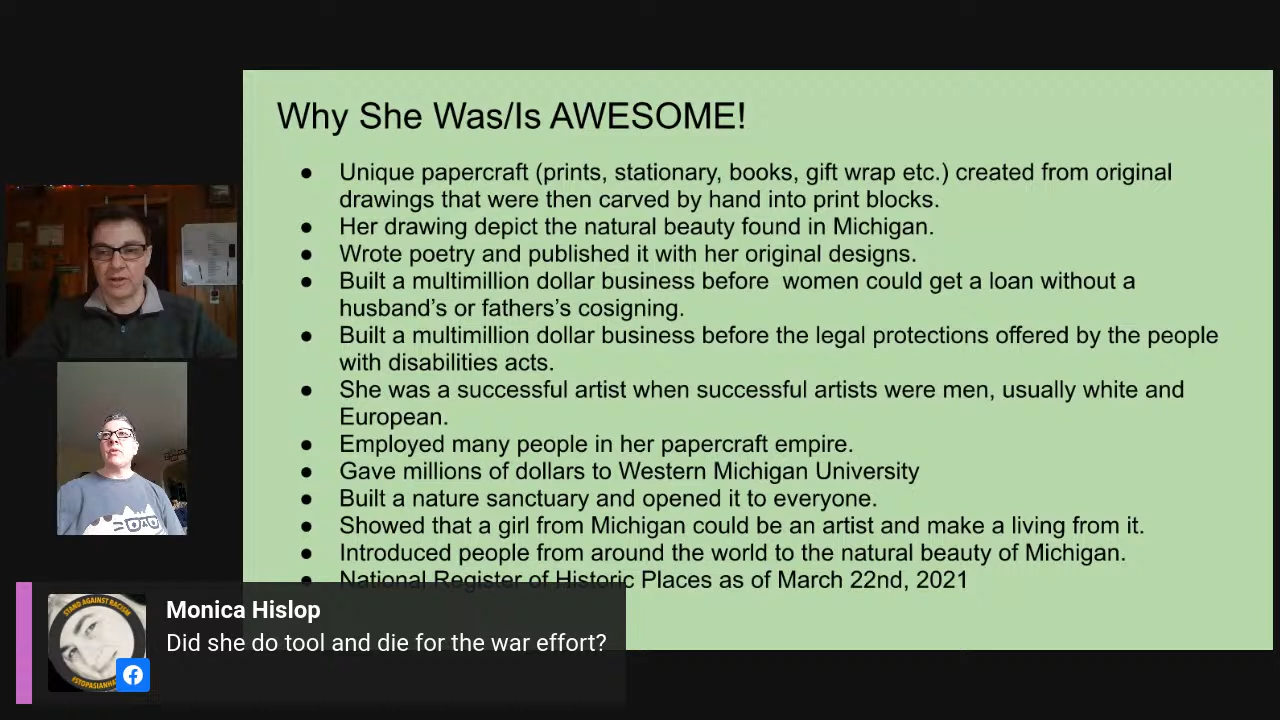 Why She Was/Is AWESOME!
● Unique papercraft (prints, stationary, books, gift wrap etc.) created from original
drawings that were then carved by hand into print blocks.
● Her drawing depict the natural beauty found in Michigan.
● Wrote poetry and published it with her original designs.
● Built a multimillion dollar business before  women could get a loan without a
husband's or fathers's cosigning.
● Built a multimillion dollar business before the legal protections offered by the people
with disabilities acts.
● She was a successful artist when successful artists were men, usually white and
European.
● Employed many people in her papercraft empire.
● Gave millions of dollars to Western Michigan University
● Built a nature sanctuary and opened it to everyone.
● Showed that a girl from Michigan could be an artist and make a living from it.
● Introduced people from around the world to the natural beauty of Michigan.
● National Register of Historic Places as of March 22nd, 2021
STAND AGAINST RACISM
Monica Hislop
Did she do tool and die for the war effort?